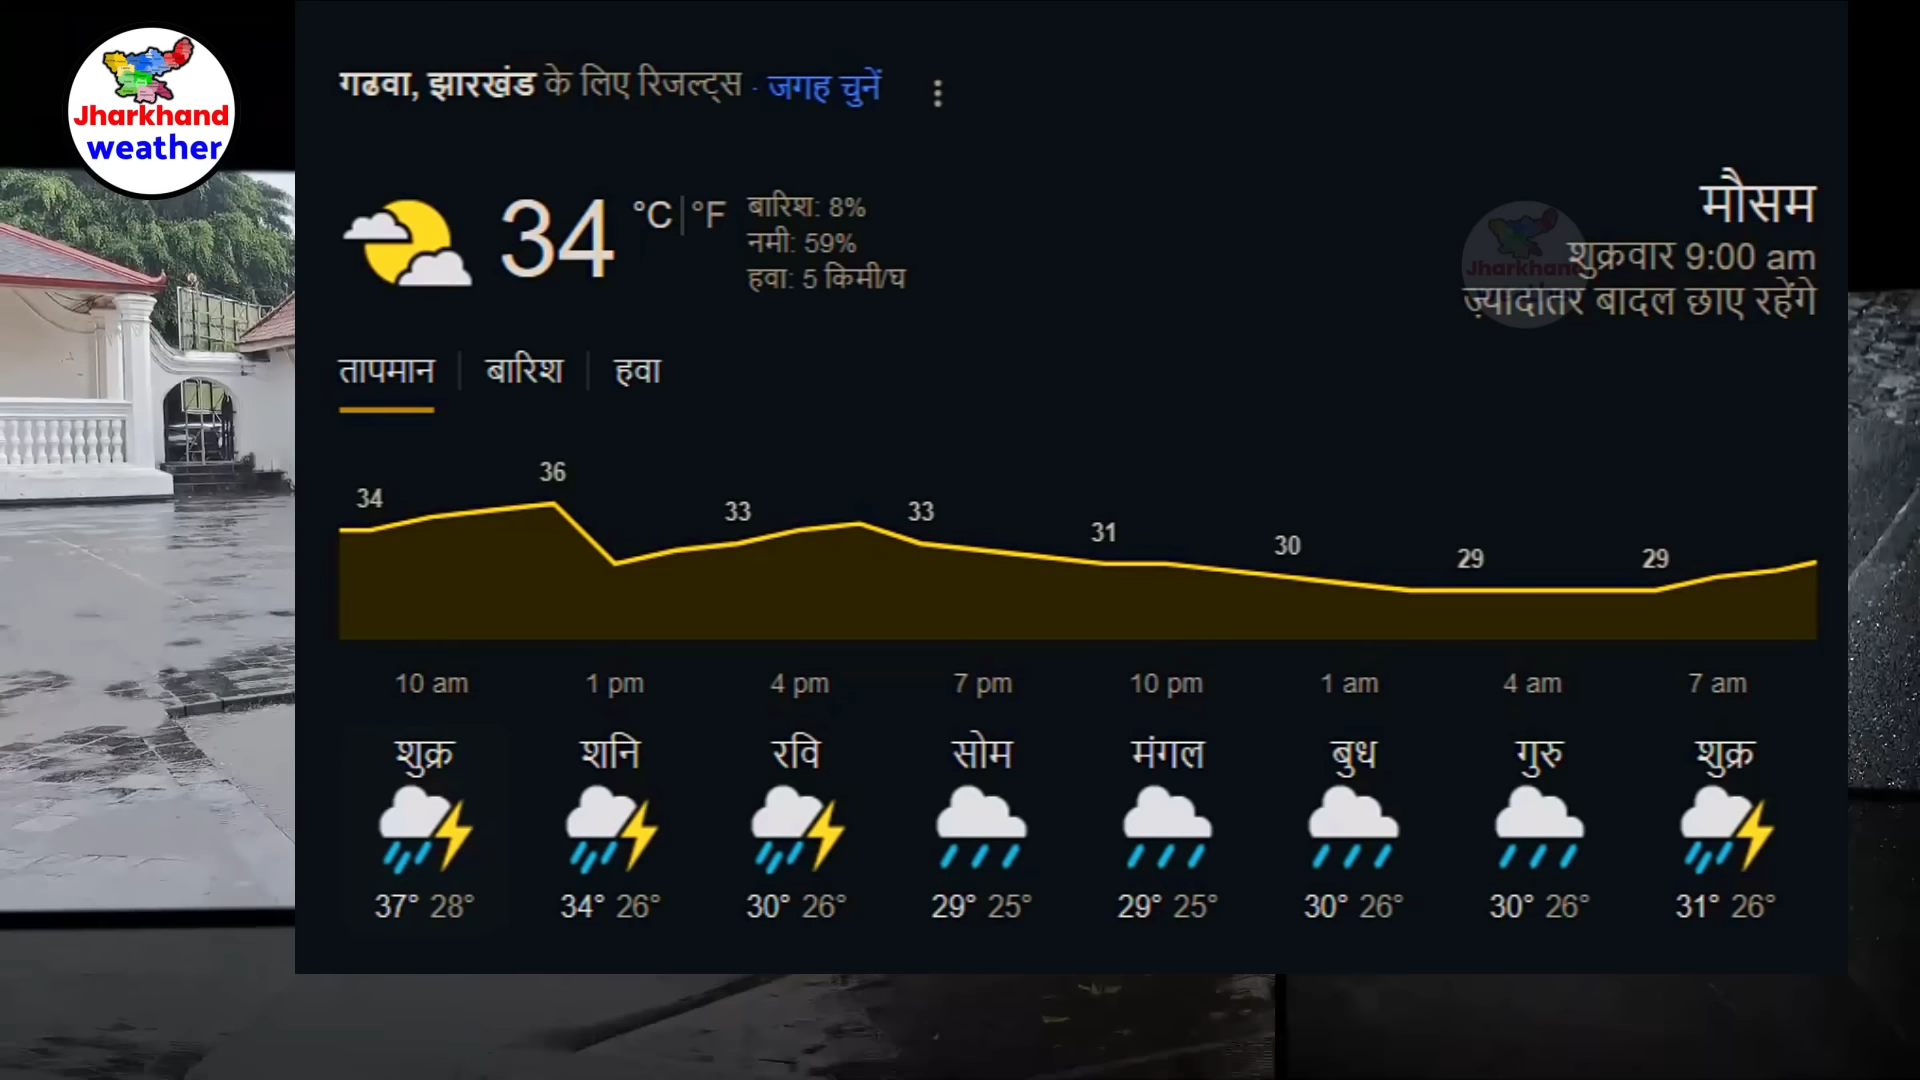 Jharkhand
weather
गढवा, झारखंड के लिए रिजल्ट्स · जगह चुनें
34 °C | °F
बारिश: 8%
नमी: 59%
हवा: 5 किमी/घ
मौसम
शुक्रवार 9:00 am
ज़्यादातर बादल छाए रहेंगे
Jharkhand
तापमान | बारिश | हवा
34 36 33 33 31 30 29 29
10 am 1 pm 4 pm 7 pm 10 pm 1 am 4 am 7 am
शुक्र शनि रवि सोम मंगल बुध गुरु शुक्र
37° 28° 34° 26° 30° 26° 29° 25° 29° 25° 30° 26° 30° 26° 31° 26°